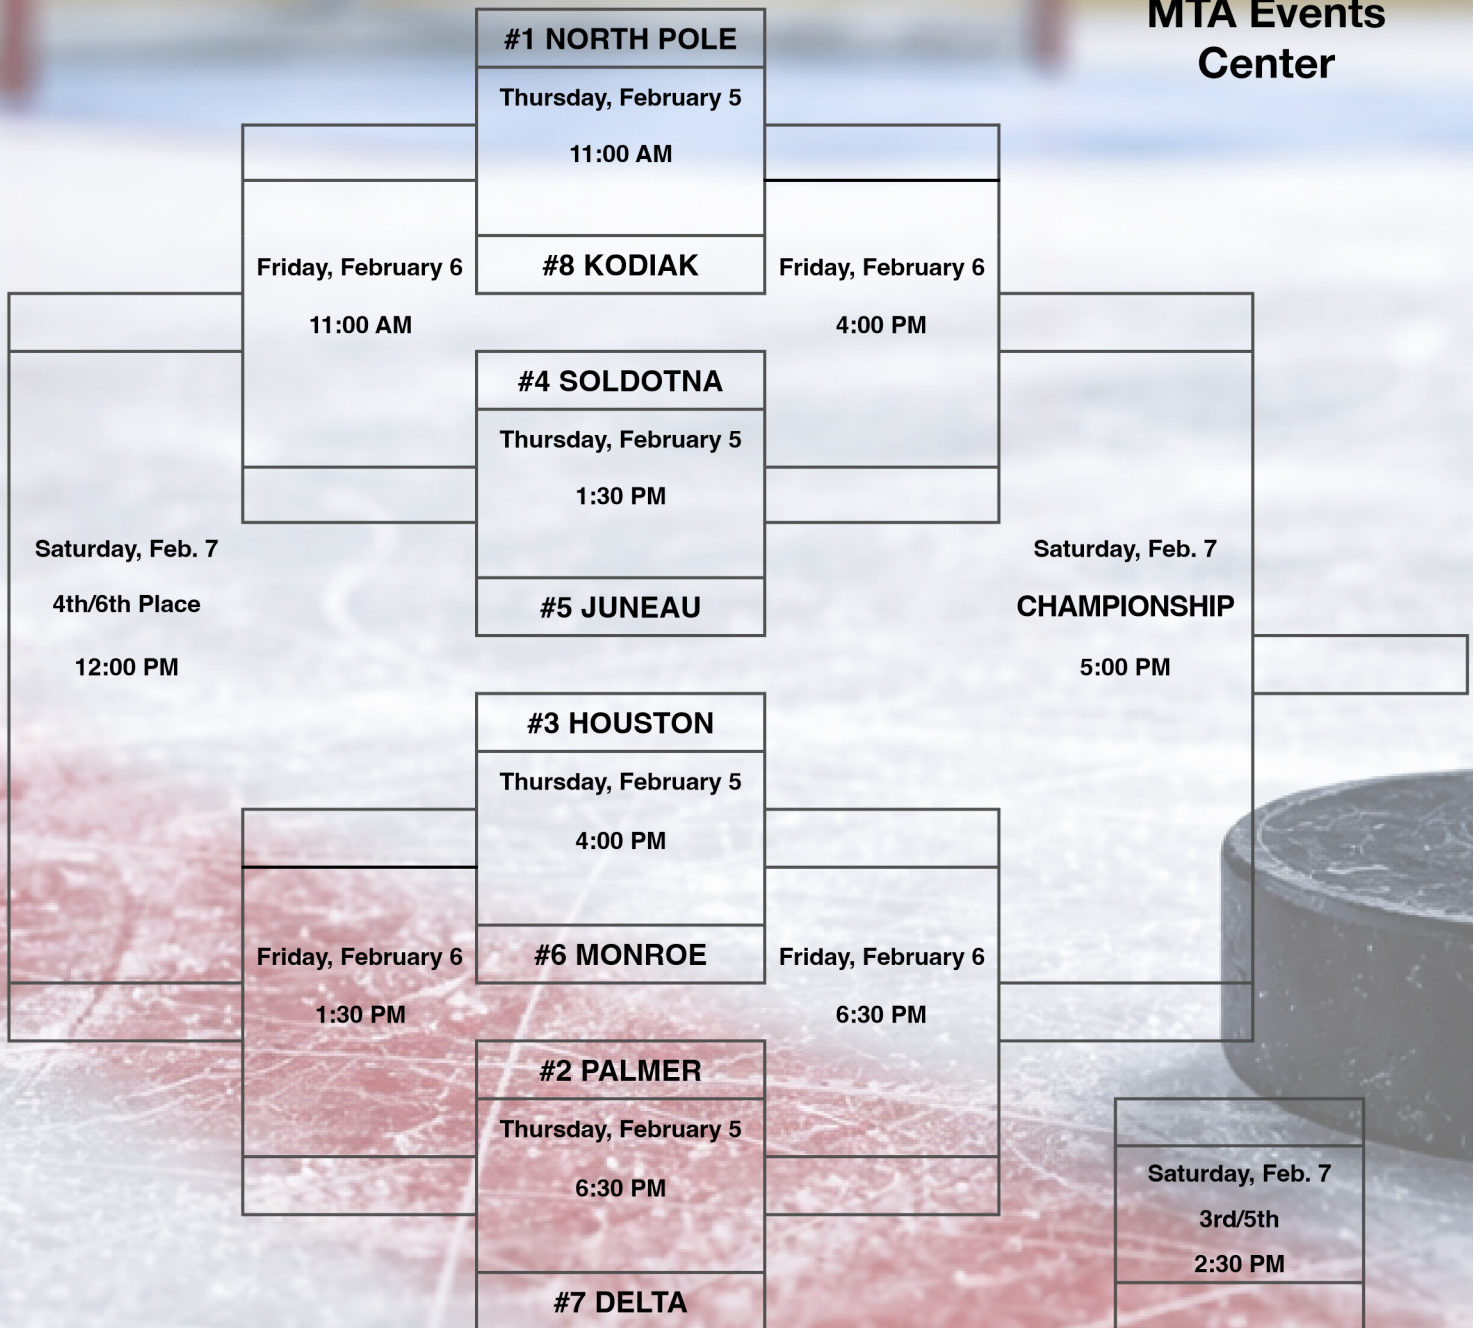 MTA Events
Center
#1 NORTH POLE
Thursday, February 5
11:00 AM
#8 KODIAK
Friday, February 6
11:00 AM
Friday, February 6
4:00 PM
#4 SOLDOTNA
Thursday, February 5
1:30 PM
#5 JUNEAU
Saturday, Feb. 7
4th/6th Place
12:00 PM
Saturday, Feb. 7
CHAMPIONSHIP
5:00 PM
#3 HOUSTON
Thursday, February 5
4:00 PM
#6 MONROE
Friday, February 6
1:30 PM
Friday, February 6
6:30 PM
#2 PALMER
Thursday, February 5
6:30 PM
#7 DELTA
Saturday, Feb. 7
3rd/5th
2:30 PM